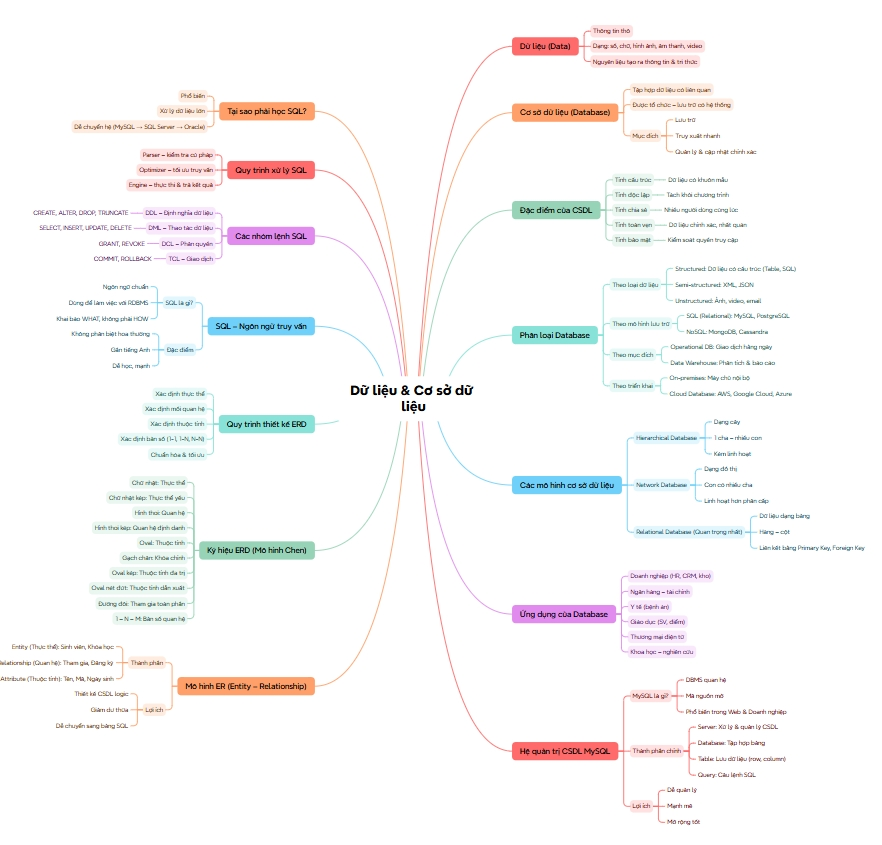 Dữ liệu & Cơ sở dữ
liệu
Dữ liệu (Data)
Thông tin thô
Dạng: số, chữ, hình ảnh, âm thanh, video
Nguyên liệu tạo ra thông tin & tri thức
Cơ sở dữ liệu (Database)
Tập hợp dữ liệu có liên quan
Được tổ chức – lưu trữ có hệ thống
Mục đích
Lưu trữ
Truy xuất nhanh
Quản lý & cập nhật chính xác
Đặc điểm của CSDL
Tính cấu trúc
Dữ liệu có khuôn mẫu
Tính độc lập
Tách khỏi chương trình
Tính chia sẻ
Nhiều người dùng cùng lúc
Tính toàn vẹn
Dữ liệu chính xác, nhất quán
Tính bảo mật
Kiểm soát quyền truy cập
Phân loại Database
Theo loại dữ liệu
Structured: Dữ liệu có cấu trúc (Table, SQL)
Semi-structured: XML, JSON
Unstructured: Ảnh, video, email
Theo mô hình lưu trữ
SQL (Relational): MySQL, PostgreSQL
NoSQL: MongoDB, Cassandra
Theo mục đích
Operational DB: Giao dịch hằng ngày
Data Warehouse: Phân tích & báo cáo
Theo triển khai
On-premises: Máy chủ nội bộ
Cloud Database: AWS, Google Cloud, Azure
Các mô hình cơ sở dữ liệu
Hierarchical Database
Dạng cây
1 cha – nhiều con
Kém linh hoạt
Network Database
Dạng đồ thị
Con có nhiều cha
Linh hoạt hơn phân cấp
Relational Database (Quan trọng nhất)
Dữ liệu dạng bảng
Hàng – cột
Liên kết bằng Primary Key, Foreign Key
Ứng dụng của Database
Doanh nghiệp (HR, CRM, kho)
Ngân hàng – tài chính
Y tế (bệnh án)
Giáo dục (SV, điểm)
Thương mại điện tử
Khoa học – nghiên cứu
Hệ quản trị CSDL MySQL
MySQL là gì?
DBMS quan hệ
Mã nguồn mở
Phổ biến trong Web & Doanh nghiệp
Thành phần chính
Server: Xử lý & quản lý CSDL
Database: Tập hợp bảng
Table: Lưu dữ liệu (row, column)
Query: Câu lệnh SQL
Lợi ích
Dễ quản lý
Mạnh mẽ
Mở rộng tốt
Tại sao phải học SQL?
Phổ biến
Xử lý dữ liệu lớn
Dễ chuyển hệ (MySQL → SQL Server → Oracle)
Quy trình xử lý SQL
Parser – kiểm tra cú pháp
Optimizer – tối ưu truy vấn
Engine – thực thi & trả kết quả
Các nhóm lệnh SQL
DDL – Định nghĩa dữ liệu
CREATE, ALTER, DROP, TRUNCATE
DML – Thao tác dữ liệu
SELECT, INSERT, UPDATE, DELETE
DCL – Phân quyền
GRANT, REVOKE
TCL – Giao dịch
COMMIT, ROLLBACK
SQL – Ngôn ngữ truy vấn
SQL là gì?
Ngôn ngữ chuẩn
Dùng để làm việc với RDBMS
Khai báo WHAT, không phải HOW
Đặc điểm
Không phân biệt hoa thường
Gần tiếng Anh
Dễ học, mạnh
Quy trình thiết kế ERD
Xác định thực thể
Xác định mối quan hệ
Xác định thuộc tính
Xác định bản số (1–1, 1–N, N–N)
Chuẩn hóa & tối ưu
Ký hiệu ERD (Mô hình Chen)
Chữ nhật: Thực thể
Chữ nhật kép: Thực thể yếu
Hình thoi: Quan hệ
Hình thoi kép: Quan hệ định danh
Oval: Thuộc tính
Gạch chân: Khóa chính
Oval kép: Thuộc tính đa trị
Oval nét đứt: Thuộc tính dẫn xuất
Đường đôi: Tham gia toàn phần
1 – N – M: Bản số quan hệ
Mô hình ER (Entity – Relationship)
Thành phần
Entity (Thực thể): Sinh viên, Khóa học
elationship (Quan hệ): Tham gia, Đăng ký
Attribute (Thuộc tính): Tên, Mã, Ngày sinh
Lợi ích
Thiết kế CSDL logic
Giảm dư thừa
Dễ chuyển sang bảng SQL